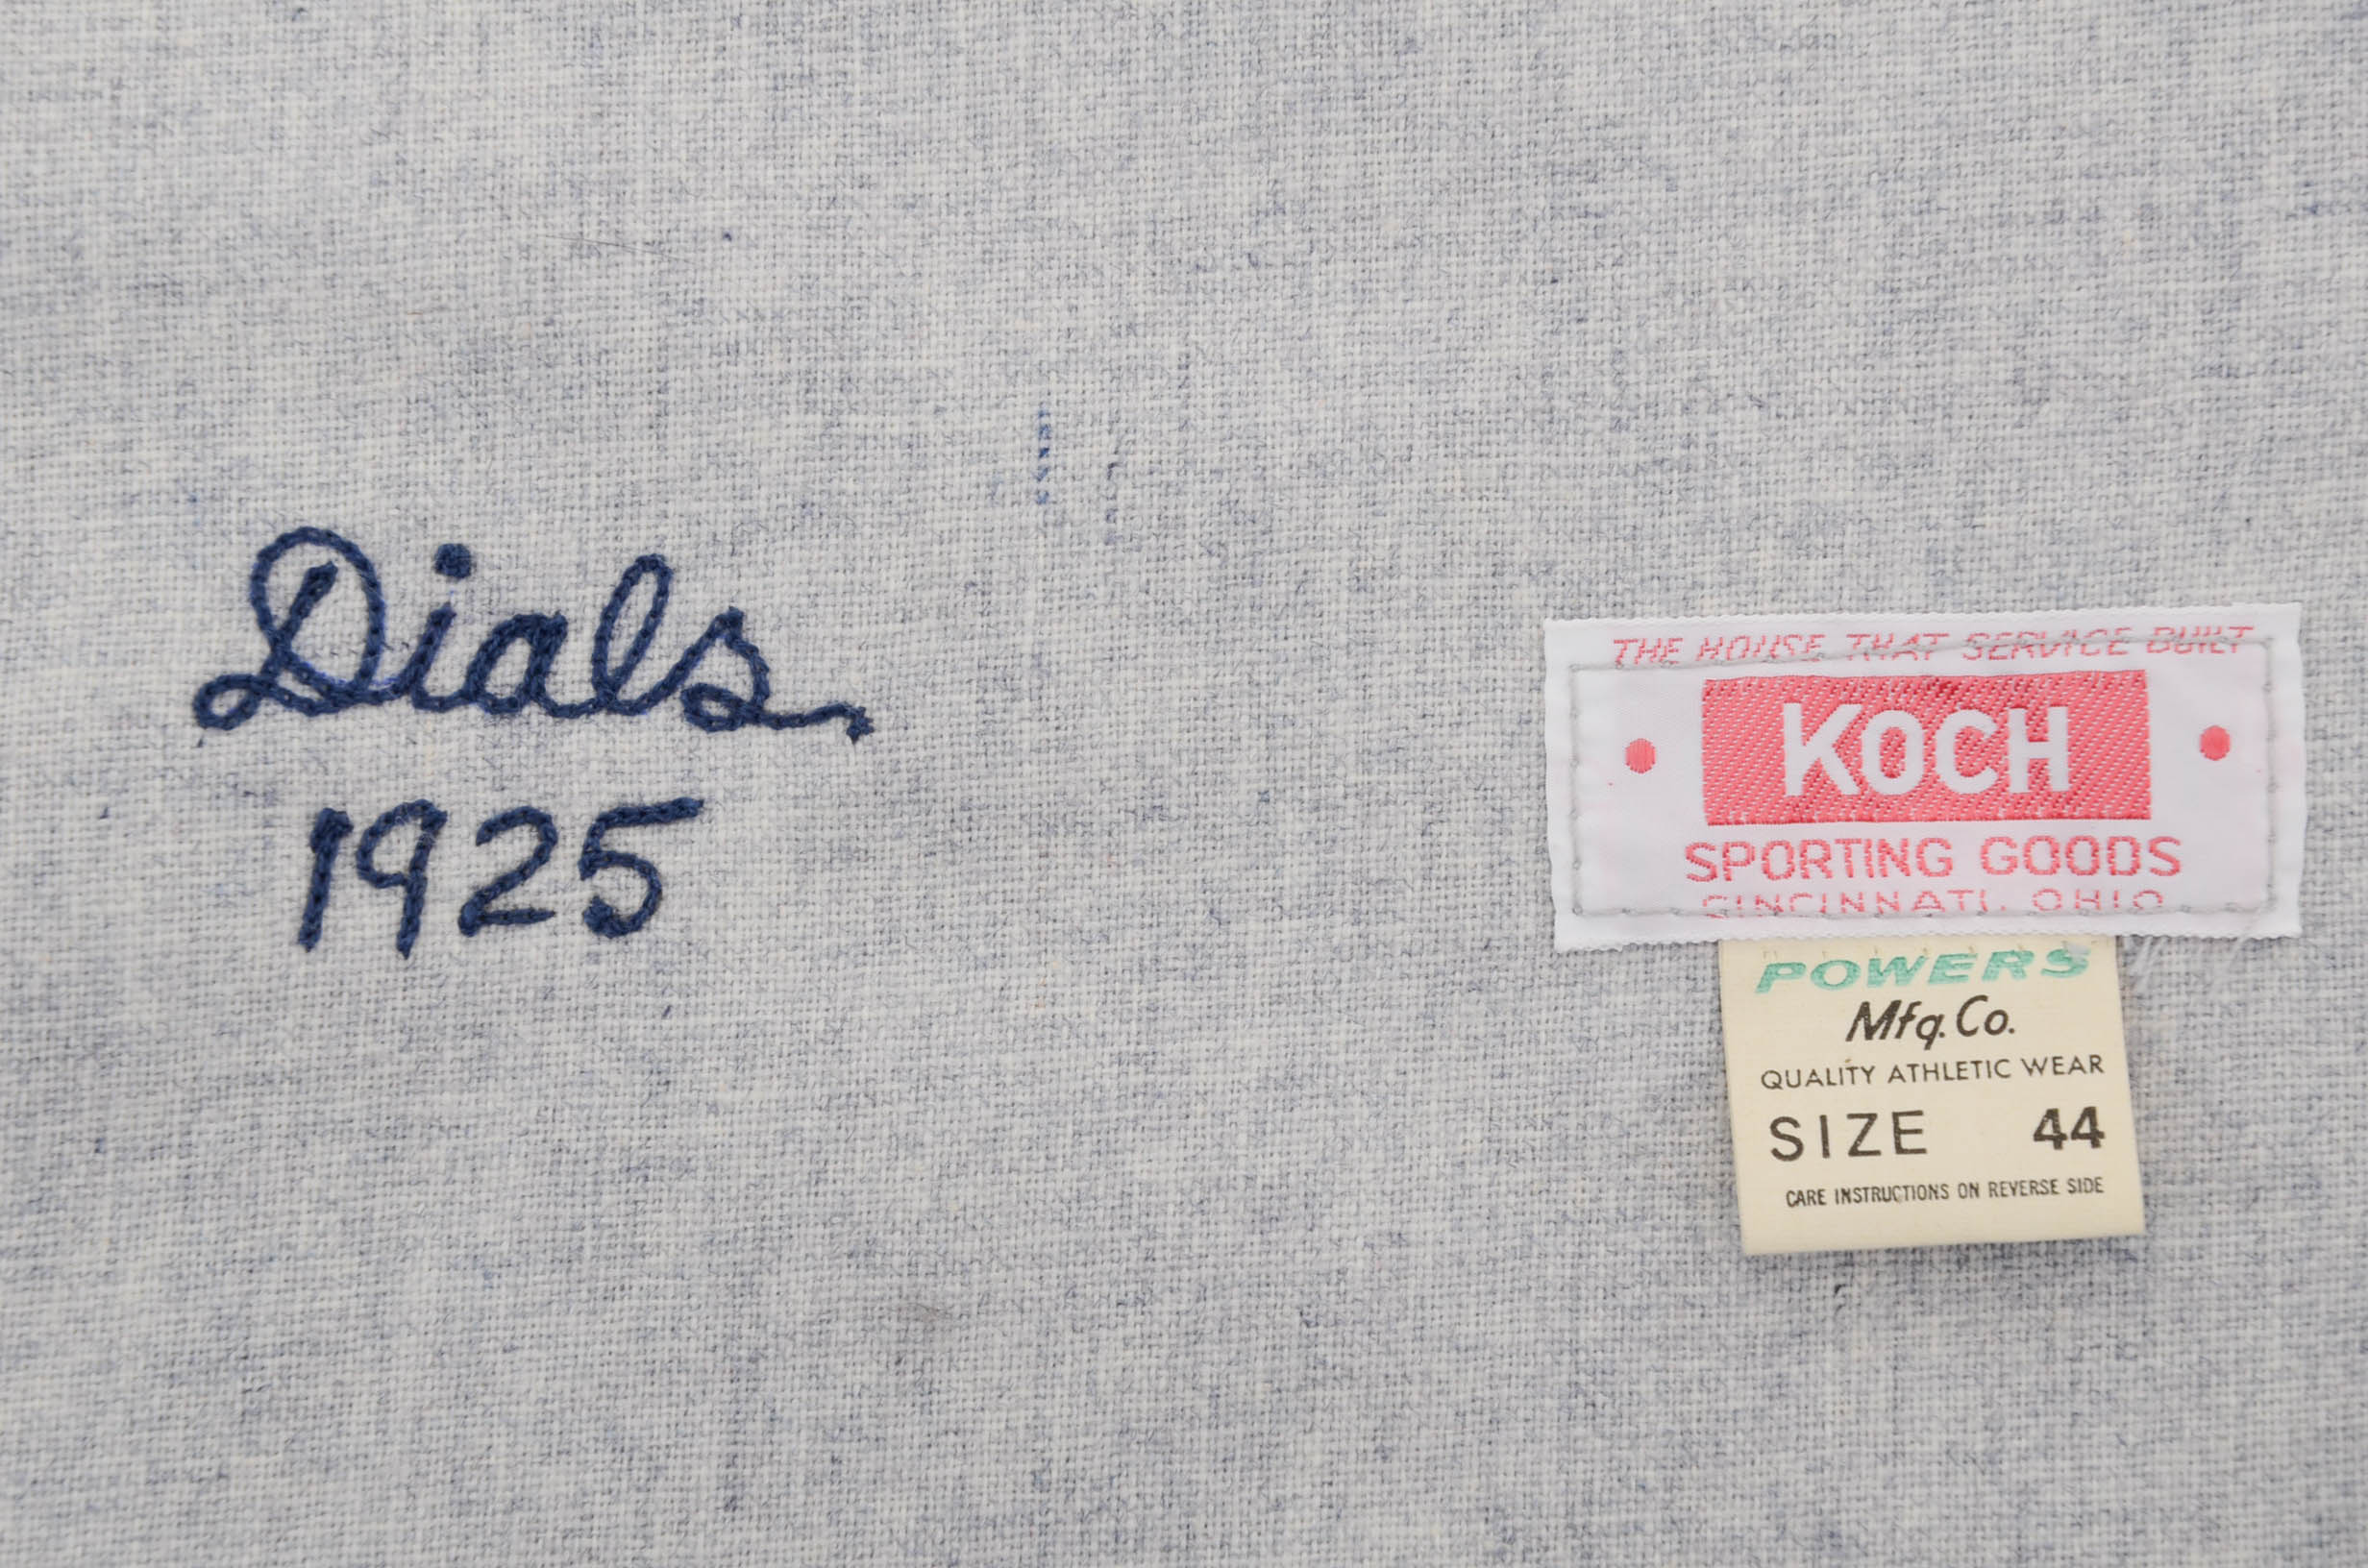 Dials
1925
THE HOUSE THAT SERVICE BUILT
KOCH
SPORTING GOODS
CINCINNATI, OHIO
POWERS
Mfg. Co.
QUALITY ATHLETIC WEAR
SIZE 44
CARE INSTRUCTIONS ON REVERSE SIDE